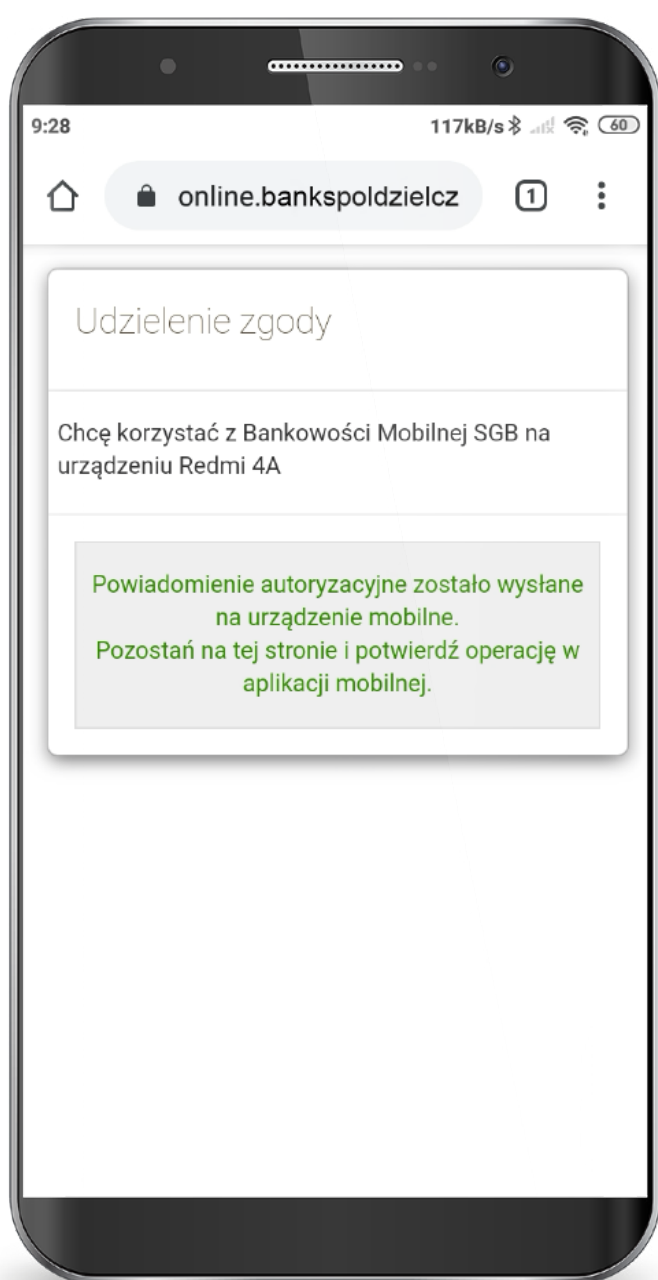 9:28
117kB/s 60
online.bankspoldzielcz
1
Udzielenie zgody
Chcę korzystać z Bankowości Mobilnej SGB na
urządzeniu Redmi 4A
Powiadomienie autoryzacyjne zostało wysłane
na urządzenie mobilne.
Pozostań na tej stronie i potwierdź operację w
aplikacji mobilnej.